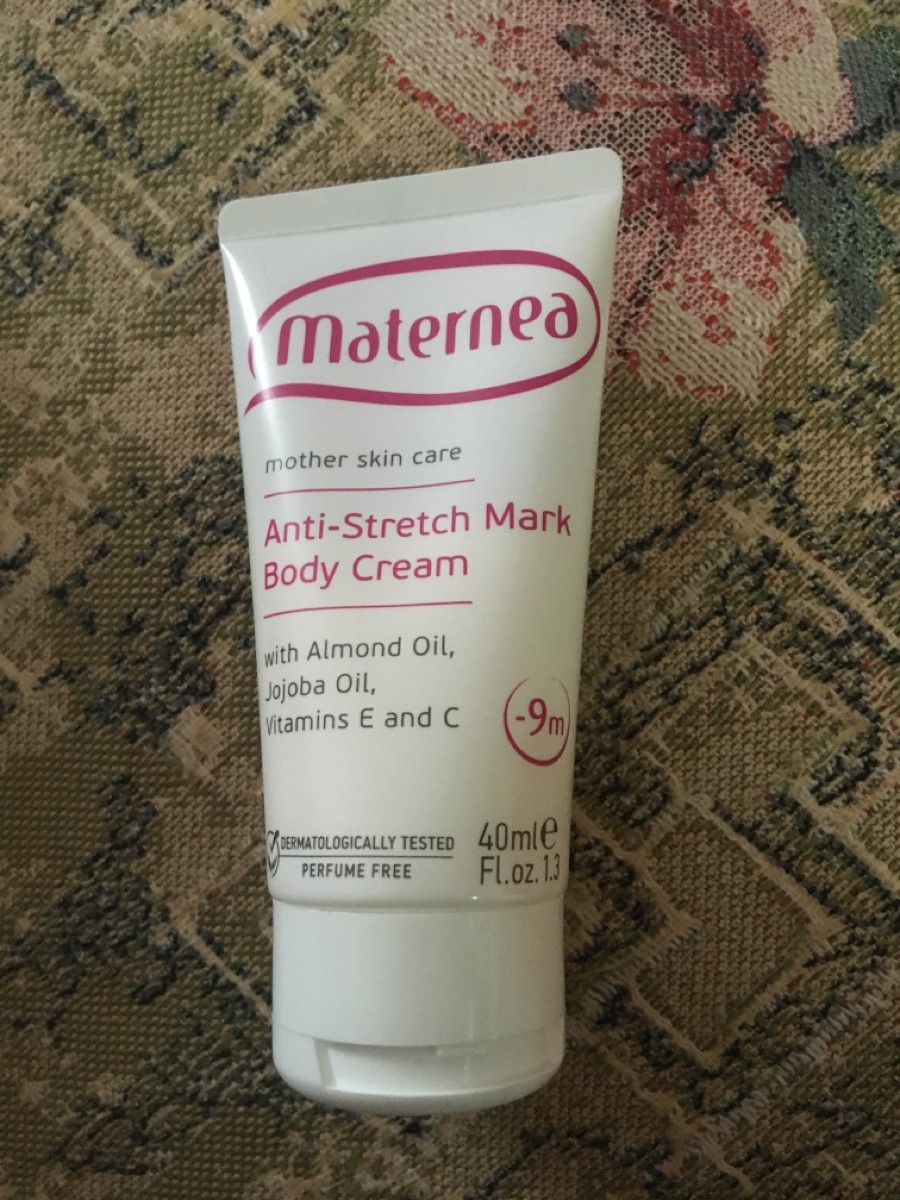 maternea
mother skin care
Anti-Stretch Mark
Body Cream
with Almond Oil,
Jojoba Oil,
Vitamins E and C
-9m
DERMATOLOGICALLY TESTED
PERFUME FREE
40ml e
Fl.oz. 1.3